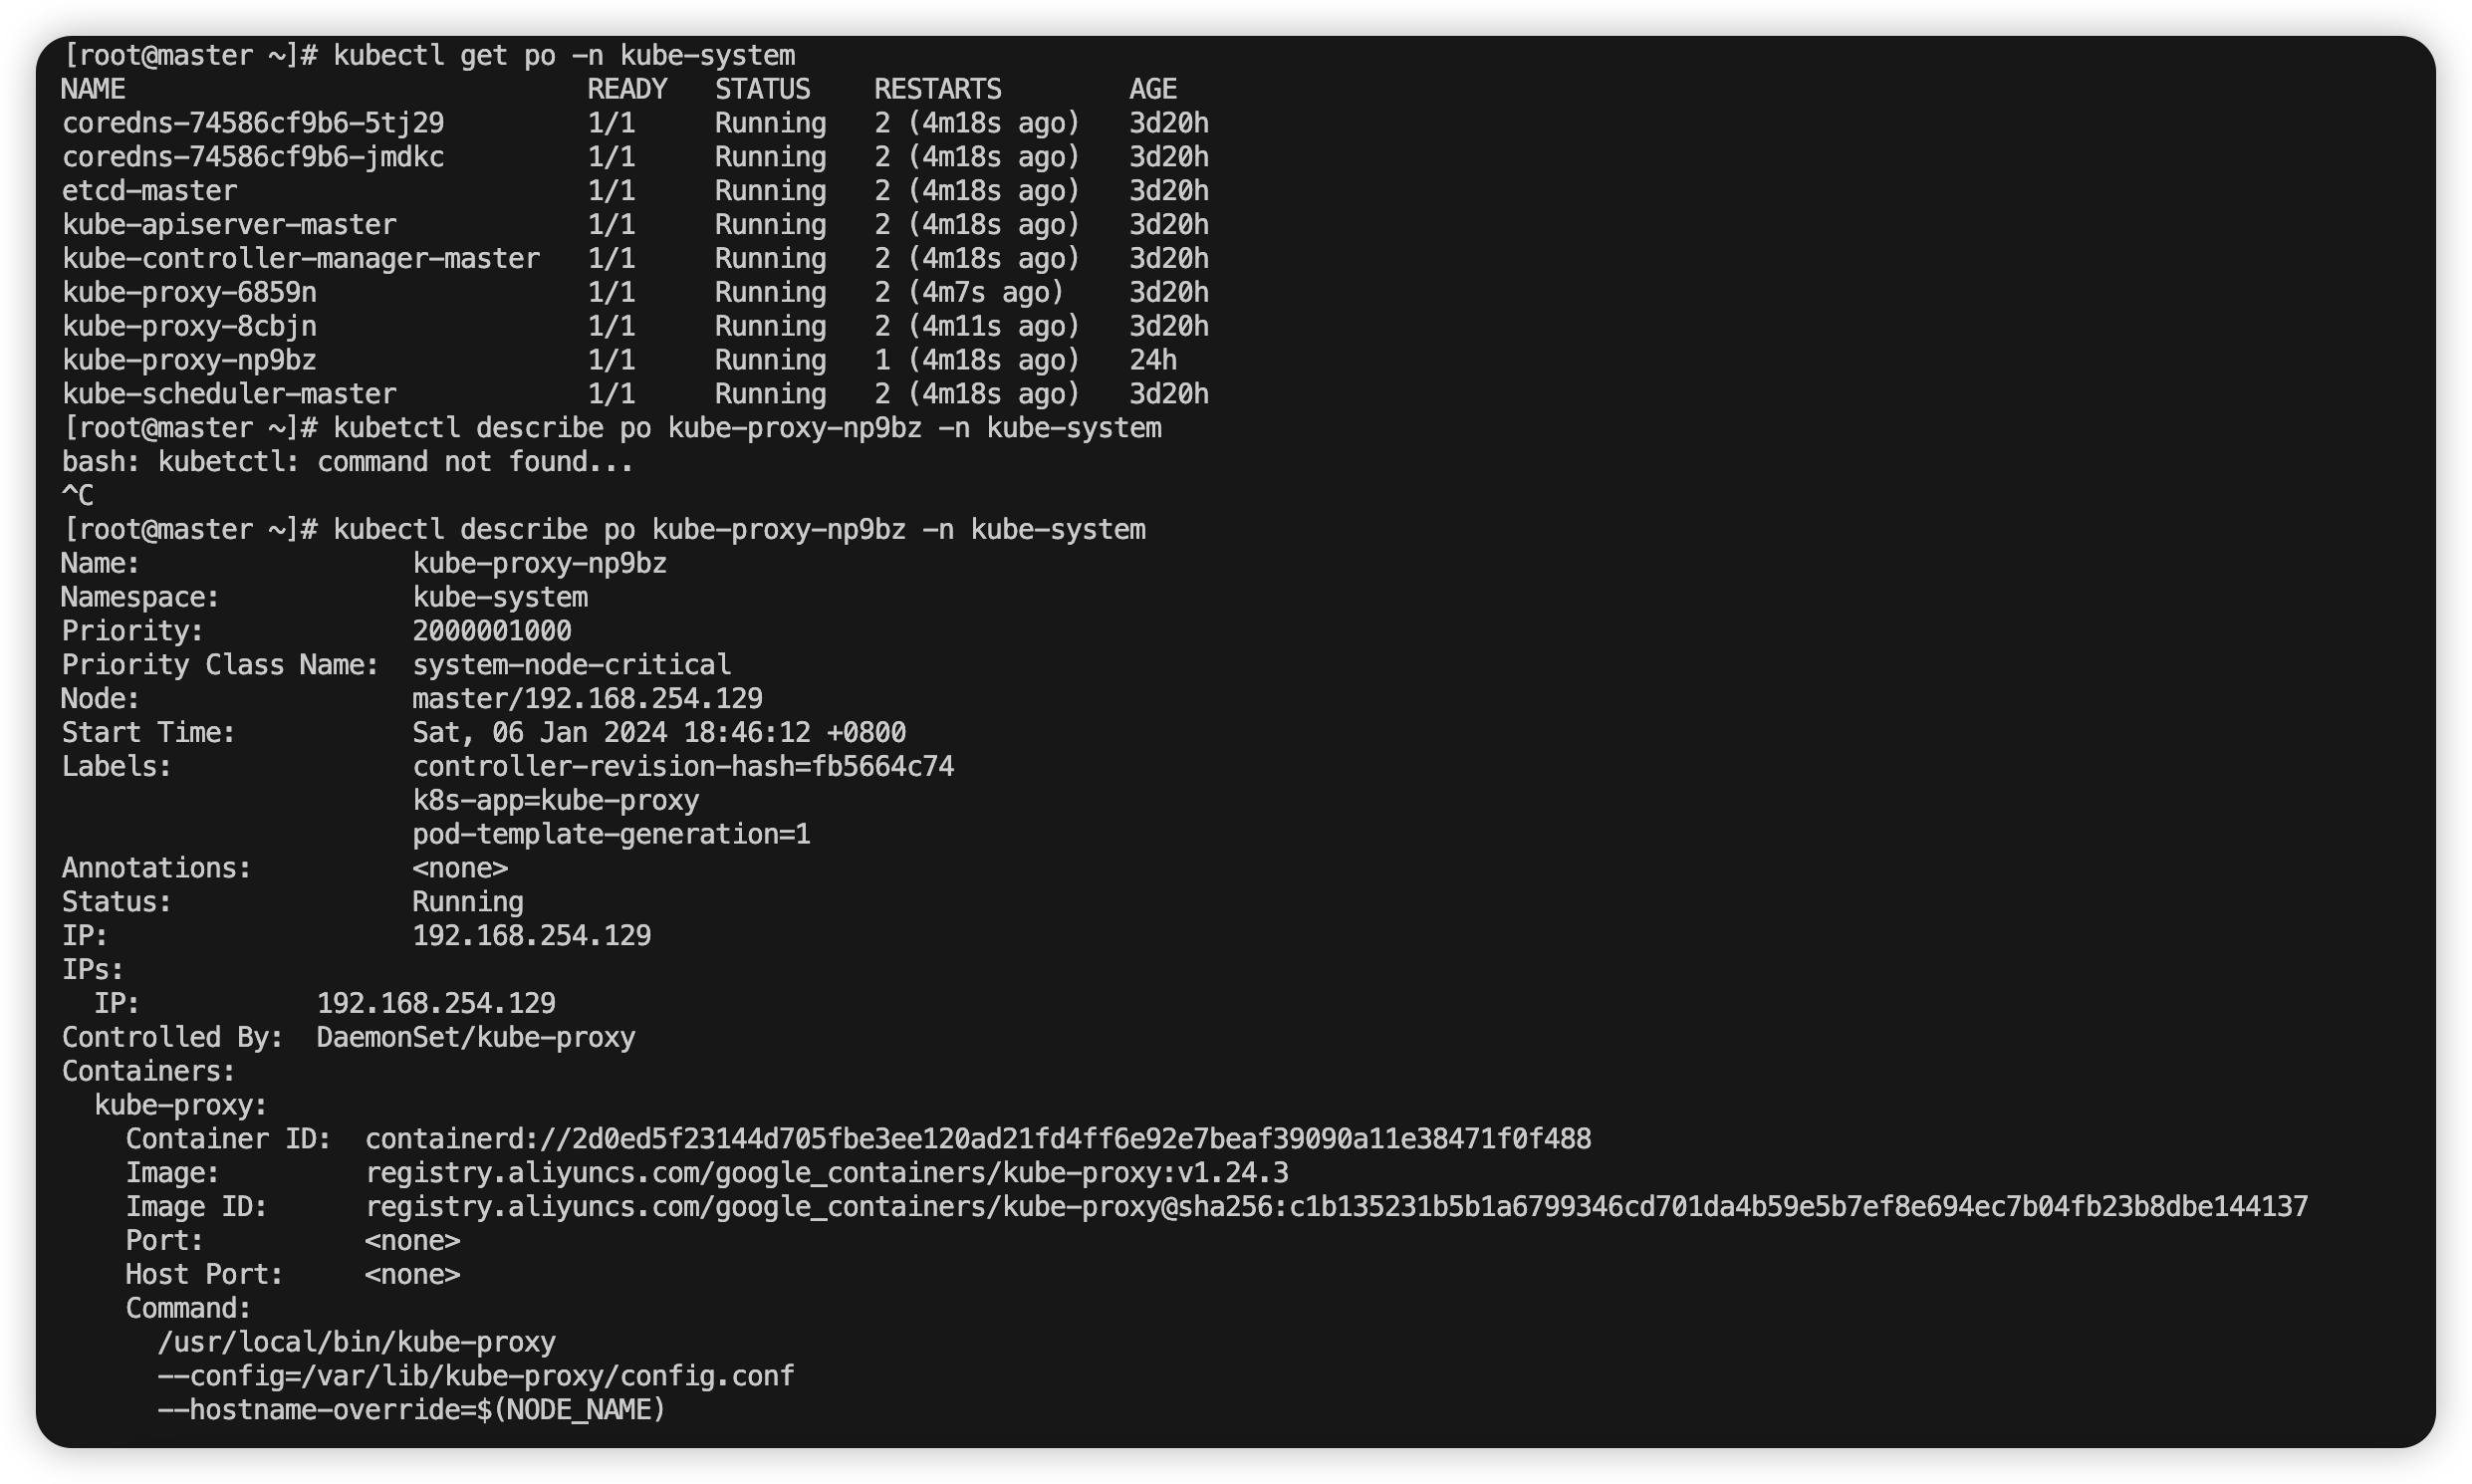 [root@master ~]# kubectl get po -n kube-system
NAME                             READY   STATUS    RESTARTS        AGE
coredns-74586cf9b6-5tj29         1/1     Running   2 (4m18s ago)   3d20h
coredns-74586cf9b6-jmdkc         1/1     Running   2 (4m18s ago)   3d20h
etcd-master                      1/1     Running   2 (4m18s ago)   3d20h
kube-apiserver-master            1/1     Running   2 (4m18s ago)   3d20h
kube-controller-manager-master   1/1     Running   2 (4m18s ago)   3d20h
kube-proxy-6859n                 1/1     Running   2 (4m7s ago)    3d20h
kube-proxy-8cbjn                 1/1     Running   2 (4m11s ago)   3d20h
kube-proxy-np9bz                 1/1     Running   1 (4m18s ago)   24h
kube-scheduler-master            1/1     Running   2 (4m18s ago)   3d20h
[root@master ~]# kubetctl describe po kube-proxy-np9bz -n kube-system
bash: kubetctl: command not found...
^C
[root@master ~]# kubectl describe po kube-proxy-np9bz -n kube-system
Name:                 kube-proxy-np9bz
Namespace:            kube-system
Priority:             2000001000
Priority Class Name:  system-node-critical
Node:                 master/192.168.254.129
Start Time:           Sat, 06 Jan 2024 18:46:12 +0800
Labels:               controller-revision-hash=fb5664c74
                      k8s-app=kube-proxy
                      pod-template-generation=1
Annotations:          <none>
Status:               Running
IP:                   192.168.254.129
IPs:
  IP:           192.168.254.129
Controlled By:  DaemonSet/kube-proxy
Containers:
  kube-proxy:
    Container ID:  containerd://2d0ed5f23144d705fbe3ee120ad21fd4ff6e92e7beaf39090a11e38471f0f488
    Image:         registry.aliyuncs.com/google_containers/kube-proxy:v1.24.3
    Image ID:      registry.aliyuncs.com/google_containers/kube-proxy@sha256:c1b135231b5b1a6799346cd701da4b59e5b7ef8e694ec7b04fb23b8dbe144137
    Port:          <none>
    Host Port:     <none>
    Command:
      /usr/local/bin/kube-proxy
      --config=/var/lib/kube-proxy/config.conf
      --hostname-override=$(NODE_NAME)